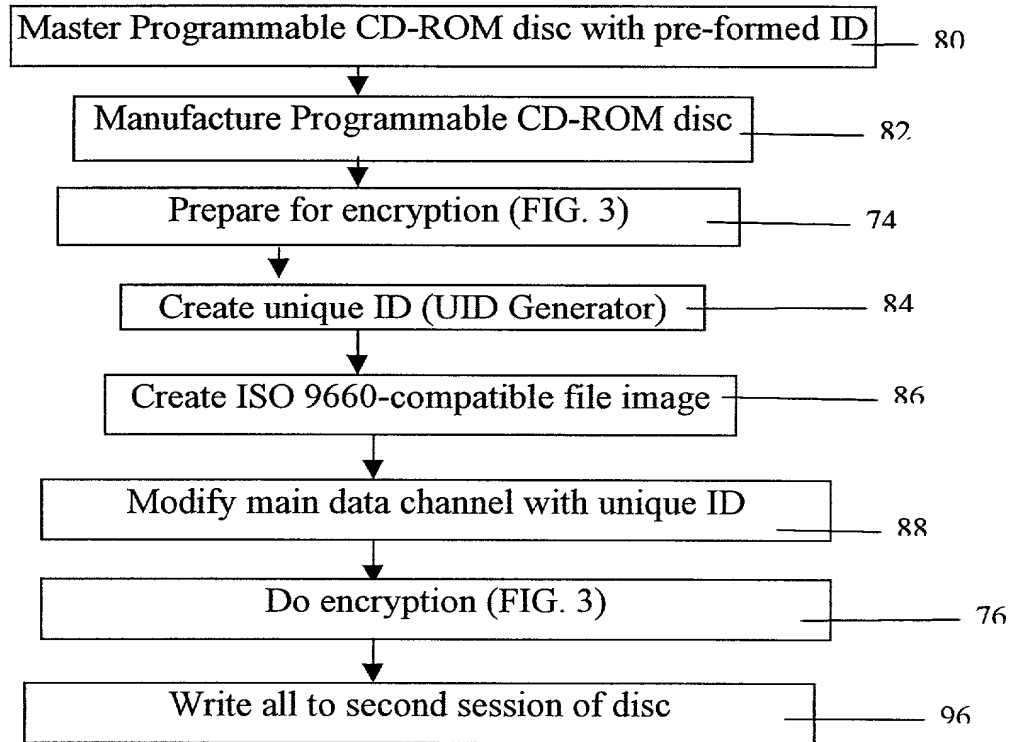 Master Programmable CD-ROM disc with pre-formed ID 80
Manufacture Programmable CD-ROM disc 82
Prepare for encryption (FIG. 3) 74
Create unique ID (UID Generator) 84
Create ISO 9660-compatible file image 86
Modify main data channel with unique ID 88
Do encryption (FIG. 3) 76
Write all to second session of disc 96